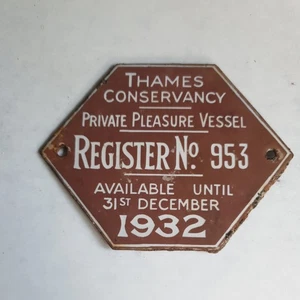 THAMES
CONSERVANCY
PRIVATE PLEASURE VESSEL
REGISTER No. 953
AVAILABLE UNTIL
31ST DECEMBER
1932